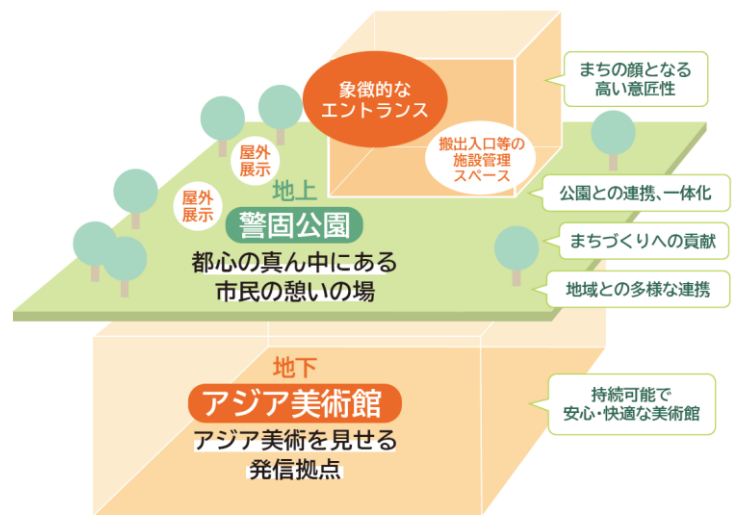 象徴的な
エントランス
搬出入口等の
施設管理
スペース
まちの顔となる
高い意匠性
屋外
展示
屋外
展示
地上
警固公園
都心の真ん中にある
市民の憩いの場
公園との連携、一体化
まちづくりへの貢献
地域との多様な連携
地下
アジア美術館
アジア美術を見せる
発信拠点
持続可能で
安心・快適な美術館